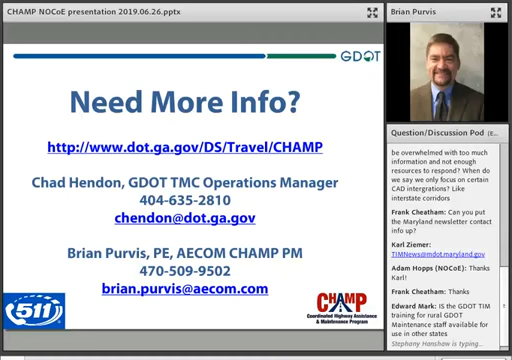 CHAMP NOCoE presentation 2019.06.26.pptx
GDOT
Need More Info?
http://www.dot.ga.gov/DS/Travel/CHAMP
Chad Hendon, GDOT TMC Operations Manager
404-635-2810
chendon@dot.ga.gov
Brian Purvis, PE, AECOM CHAMP PM
470-509-9502
brian.purvis@aecom.com
511
CHAMP
Coordinated Highway Assistance
& Maintenance Program
Brian Purvis
Question/Discussion Pod (E...
be overwhelmed with too much
information and not enough
resources to respond? When do
we say we only focus on certain
CAD intergrations? Like
interstate corridors
Frank Cheatham: Can you put
the Maryland newsletter contact
info up?
Karl Ziemer:
TIMNews@mdot.maryland.gov
Adam Hopps (NOCoE): Thanks
Karl!
Frank Cheatham: Thanks
Edward Mark: IS the GDOT TIM
training for rural GDOT
Maintenance staff available for
use in other states
Stephany Hanshaw is typing...